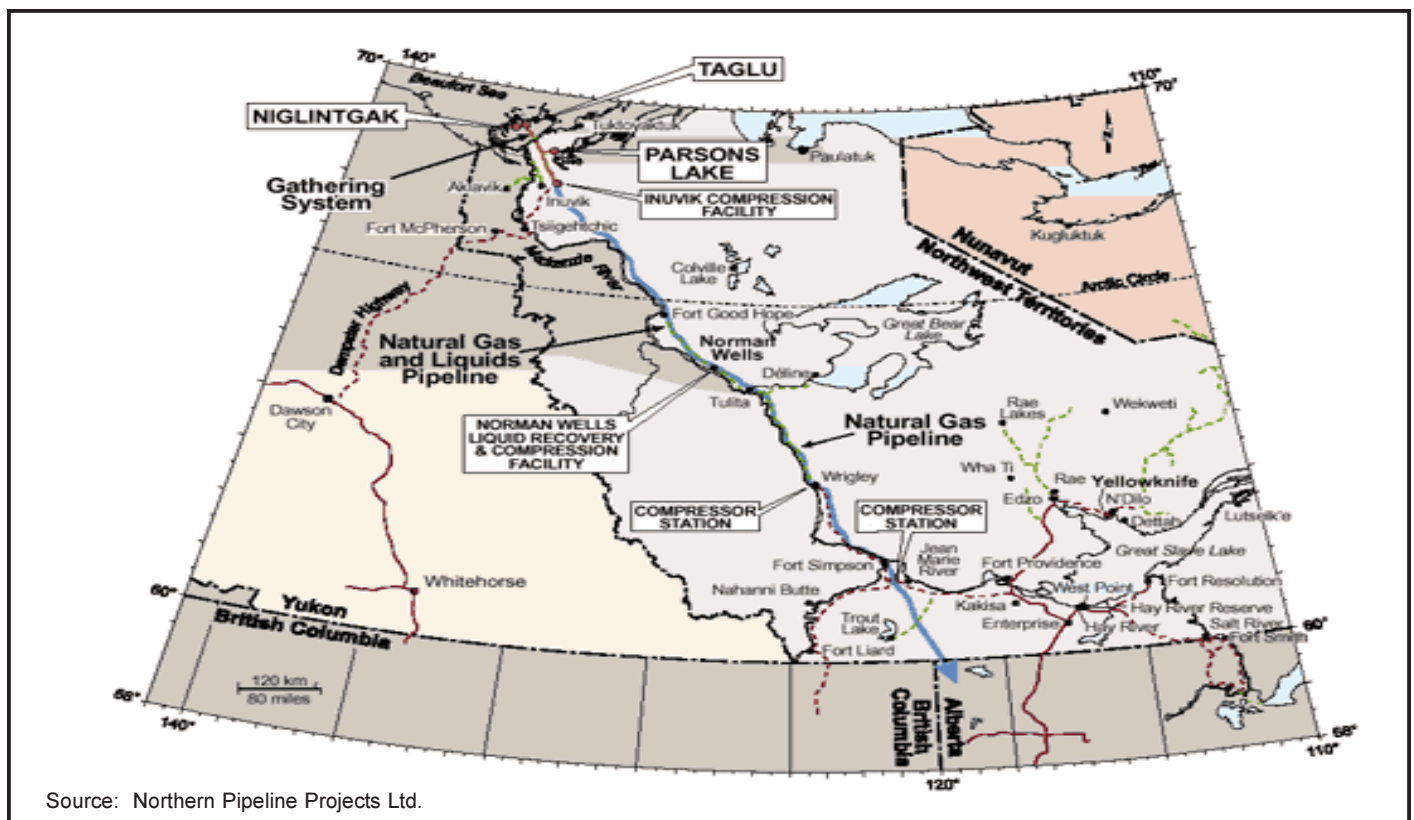 70°
140°
110°
70°
Beaufort Sea
TAGLU
NIGLINTGAK
Tuktoyaktuk
PARSONS
LAKE
Paulatuk
Gathering
System
Aklavik
Inuvik
INUVIK COMPRESSION
FACILITY
Fort McPherson
Tsiigehtchic
Kugluktuk
Nunavut
Northwest Territories
Mackenzie River
Colville
Lake
Arctic Circle
Dempster Highway
Fort Good Hope
Great Bear
Lake
Natural Gas
and Liquids
Pipeline
Norman
Wells
Déline
Tulita
Dawson
City
NORMAN WELLS
LIQUID RECOVERY
& COMPRESSION
FACILITY
Natural Gas
Pipeline
Rae
Lakes
Wekweti
Wha Ti
Wrigley
Rae
Yellowknife
Edzo
N'Dilo
Dettah
Lutselk'e
COMPRESSOR
STATION
COMPRESSOR
STATION
Great Slave Lake
Fort Simpson
Jean
Marie
River
Fort Providence
Whitehorse
Nahanni Butte
West Point
Fort Resolution
Kakisa
Hay River Reserve
60°
Yukon
British Columbia
Trout
Lake
Enterprise
Hay River
Salt River
60°
Fort Smith
Fort Liard
120 km
80 miles
British
Columbia
Alberta
140°
120°
58°
110°
Source: Northern Pipeline Projects Ltd.